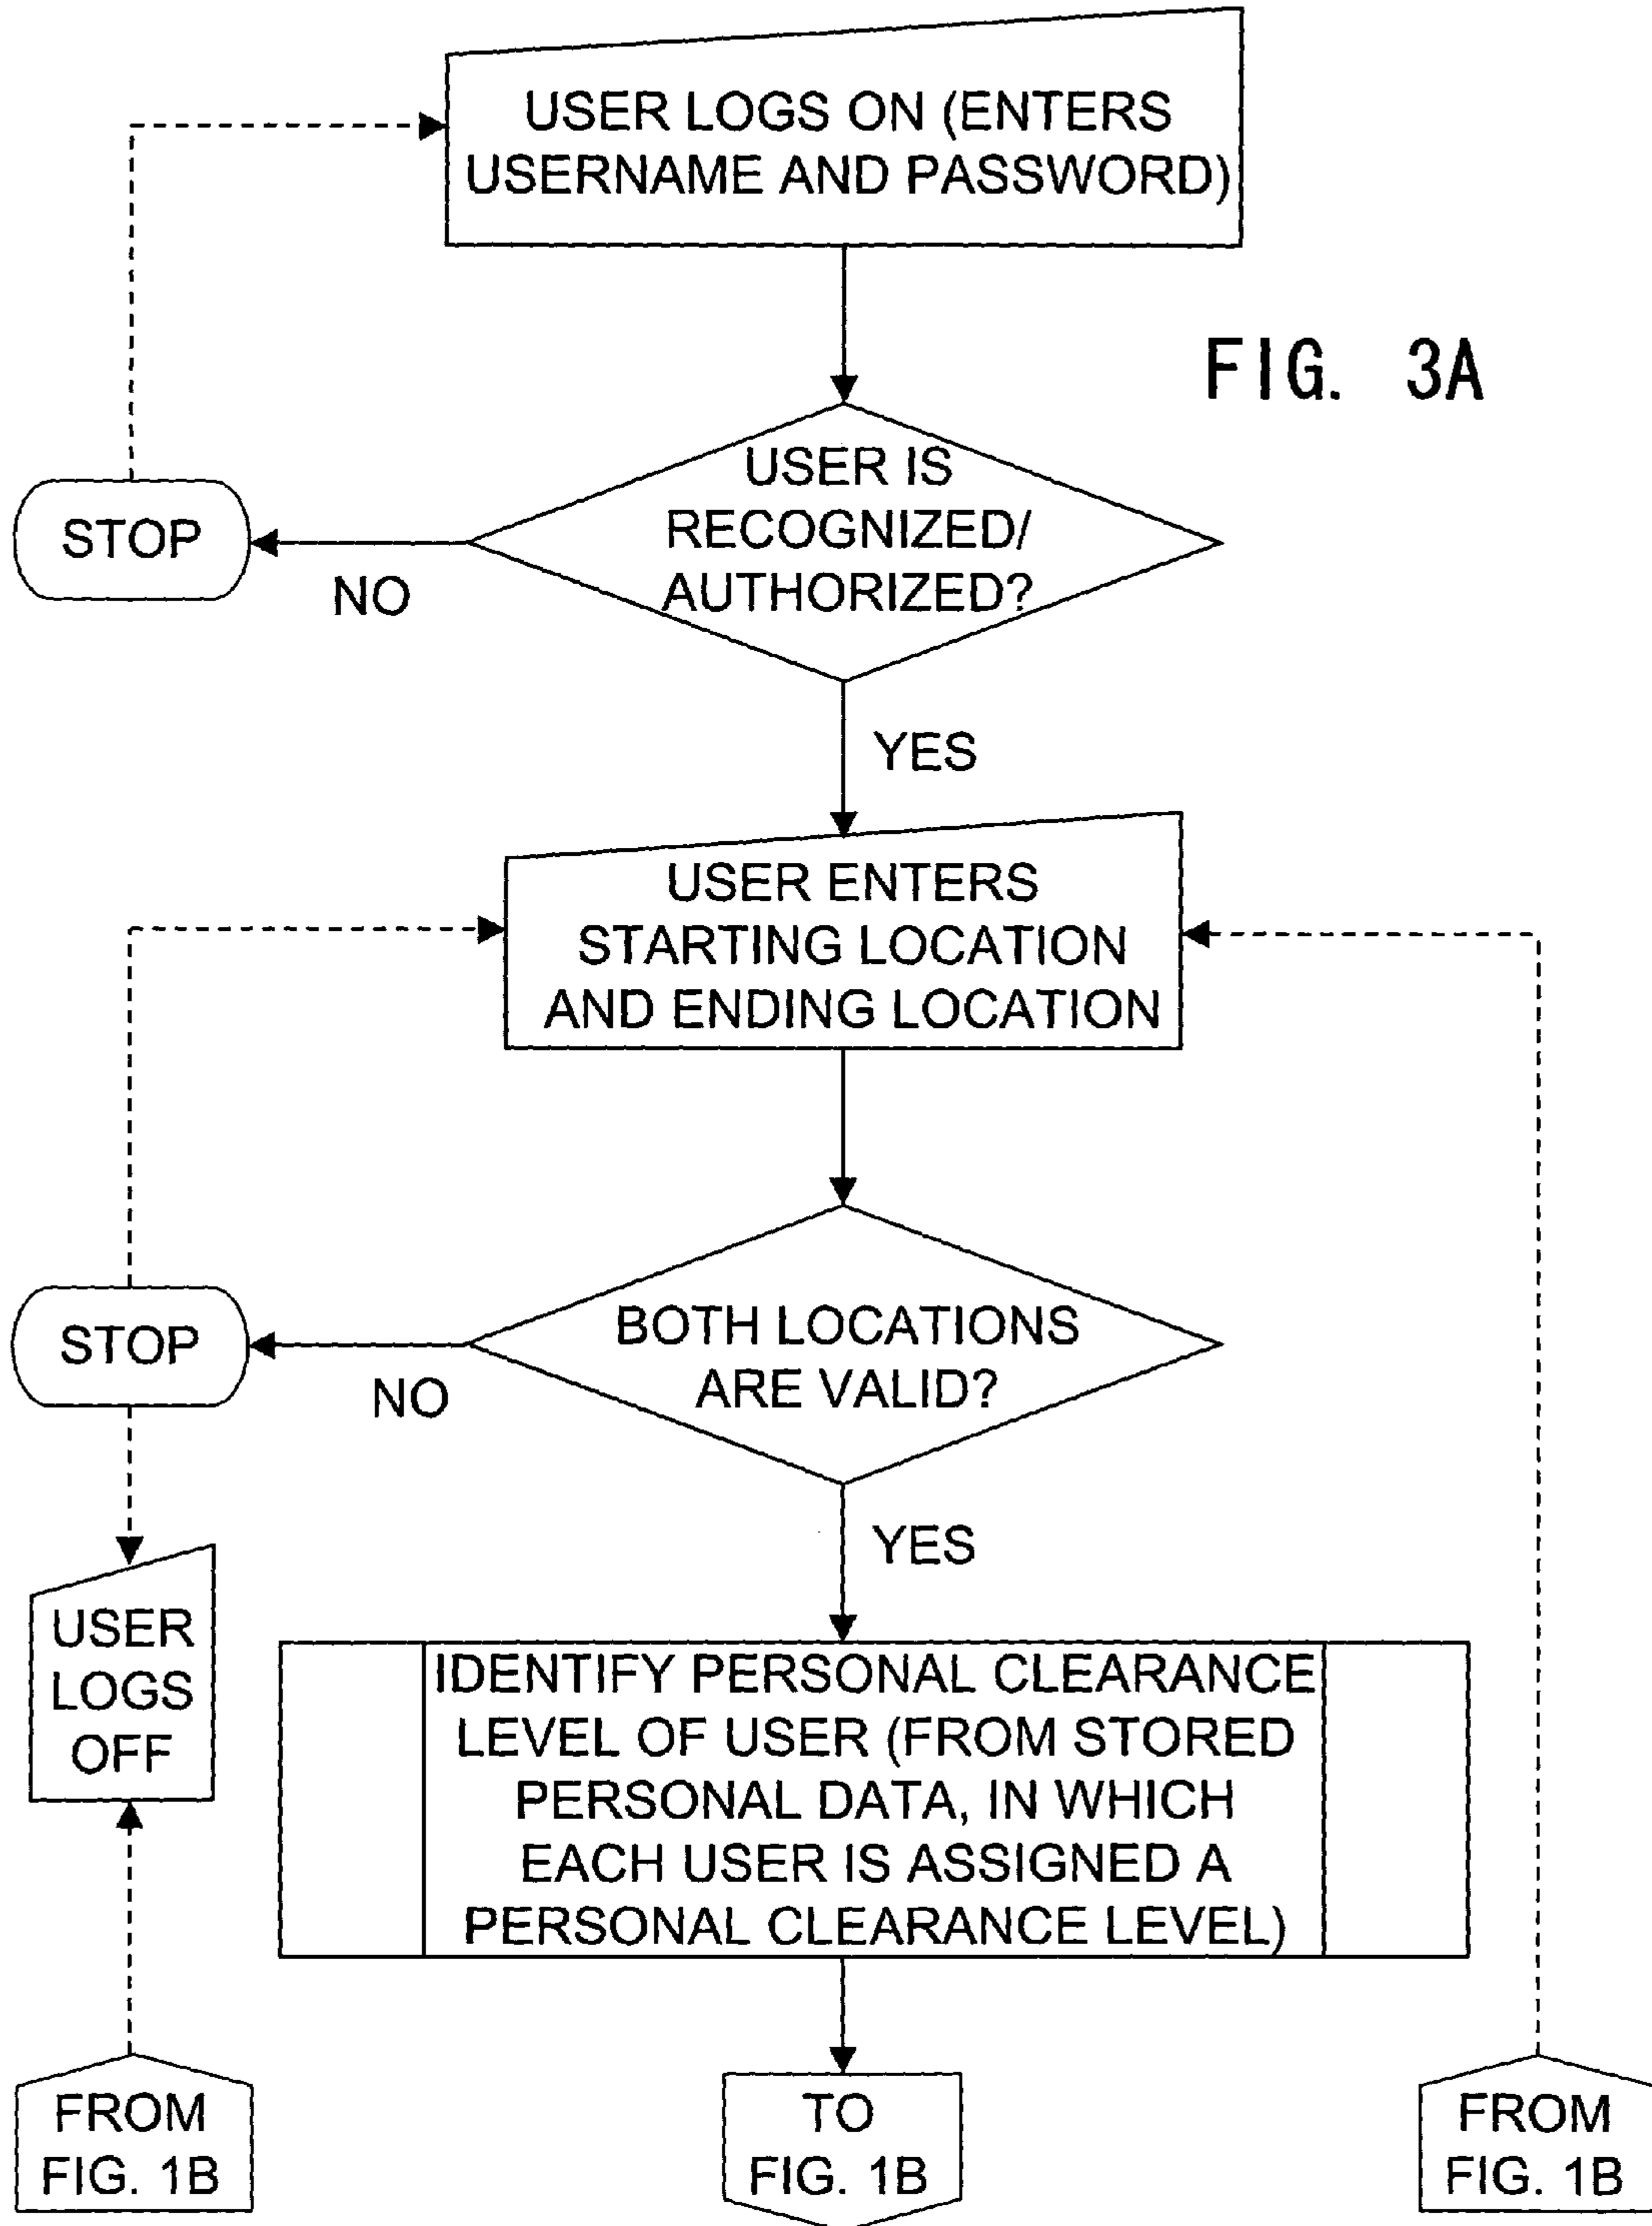 USER LOGS ON (ENTERS
USERNAME AND PASSWORD)
FIG. 3A
USER IS
RECOGNIZED/
AUTHORIZED?
STOP
NO
YES
USER ENTERS
STARTING LOCATION
AND ENDING LOCATION
BOTH LOCATIONS
ARE VALID?
STOP
NO
YES
USER
LOGS
OFF
IDENTIFY PERSONAL CLEARANCE
LEVEL OF USER (FROM STORED
PERSONAL DATA, IN WHICH
EACH USER IS ASSIGNED A
PERSONAL CLEARANCE LEVEL)
FROM
FIG. 1B
TO
FIG. 1B
FROM
FIG. 1B